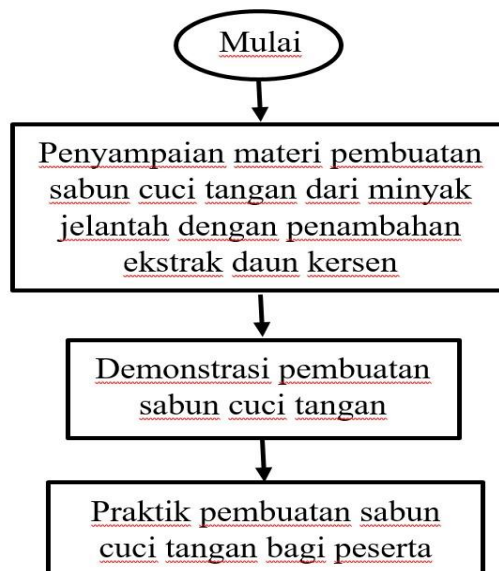 Mulai
Penyampaian materi pembuatan
sabun cuci tangan dari minyak
jelantah dengan penambahan
ekstrak daun kersen
Demonstrasi pembuatan
sabun cuci tangan
Praktik pembuatan sabun
cuci tangan bagi peserta